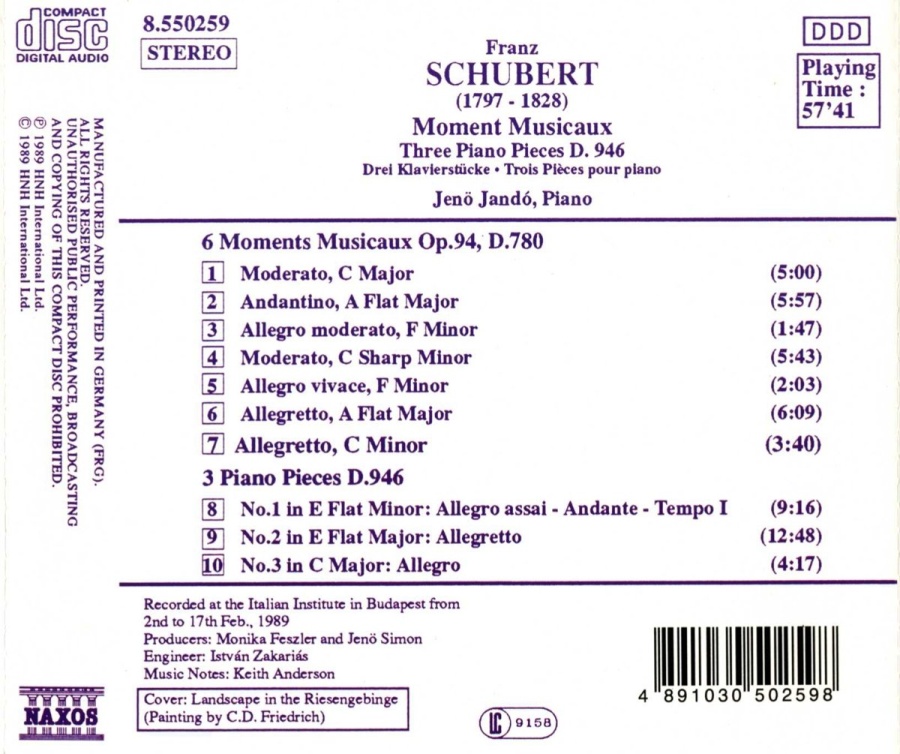 COMPACT
disc
DIGITAL AUDIO
8.550259
STEREO
DDD
Playing
Time :
57'41
Franz
SCHUBERT
(1797 - 1828)
Moment Musicaux
Three Piano Pieces D. 946
Drei Klavierstücke • Trois Pièces pour piano
Jenö Jandó, Piano
6 Moments Musicaux Op.94, D.780
1 Moderato, C Major (5:00)
2 Andantino, A Flat Major (5:57)
3 Allegro moderato, F Minor (1:47)
4 Moderato, C Sharp Minor (5:43)
5 Allegro vivace, F Minor (2:03)
6 Allegretto, A Flat Major (6:09)
7 Allegretto, C Minor (3:40)
3 Piano Pieces D.946
8 No.1 in E Flat Minor: Allegro assai - Andante - Tempo I (9:16)
9 No.2 in E Flat Major: Allegretto (12:48)
10 No.3 in C Major: Allegro (4:17)
Recorded at the Italian Institute in Budapest from
2nd to 17th Feb., 1989
Producers: Monika Feszler and Jenö Simon
Engineer: István Zakariás
Music Notes: Keith Anderson
Cover: Landscape in the Riesengebinge
(Painting by C.D. Friedrich)
LC 9158
4 891030 502598
NAXOS
MANUFACTURED AND PRINTED IN GERMANY (FRG).
ALL RIGHTS RESERVED.
UNAUTHORISED PUBLIC PERFORMANCE, BROADCASTING
AND COPYING OF THIS COMPACT DISC PROHIBITED.
℗ 1989 HNH International Ltd.
© 1989 HNH International Ltd.